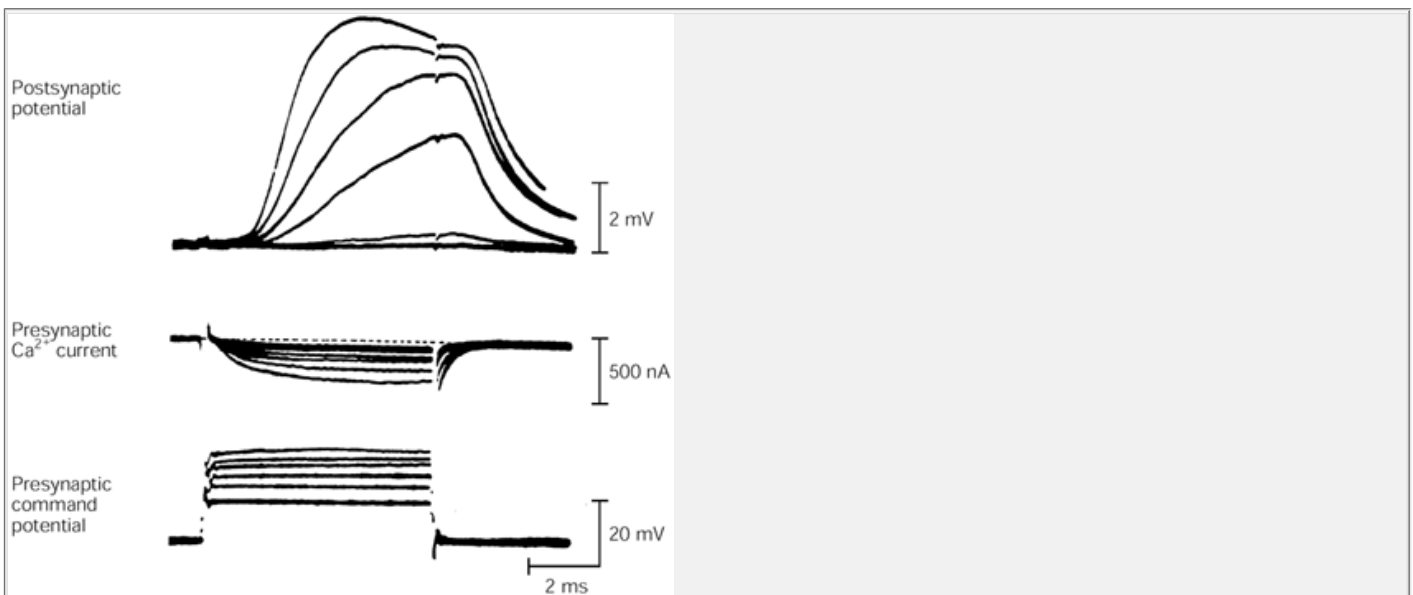 Postsynaptic
potential
2 mV
Presynaptic
Ca²⁺ current
500 nA
Presynaptic
command
potential
20 mV
2 ms